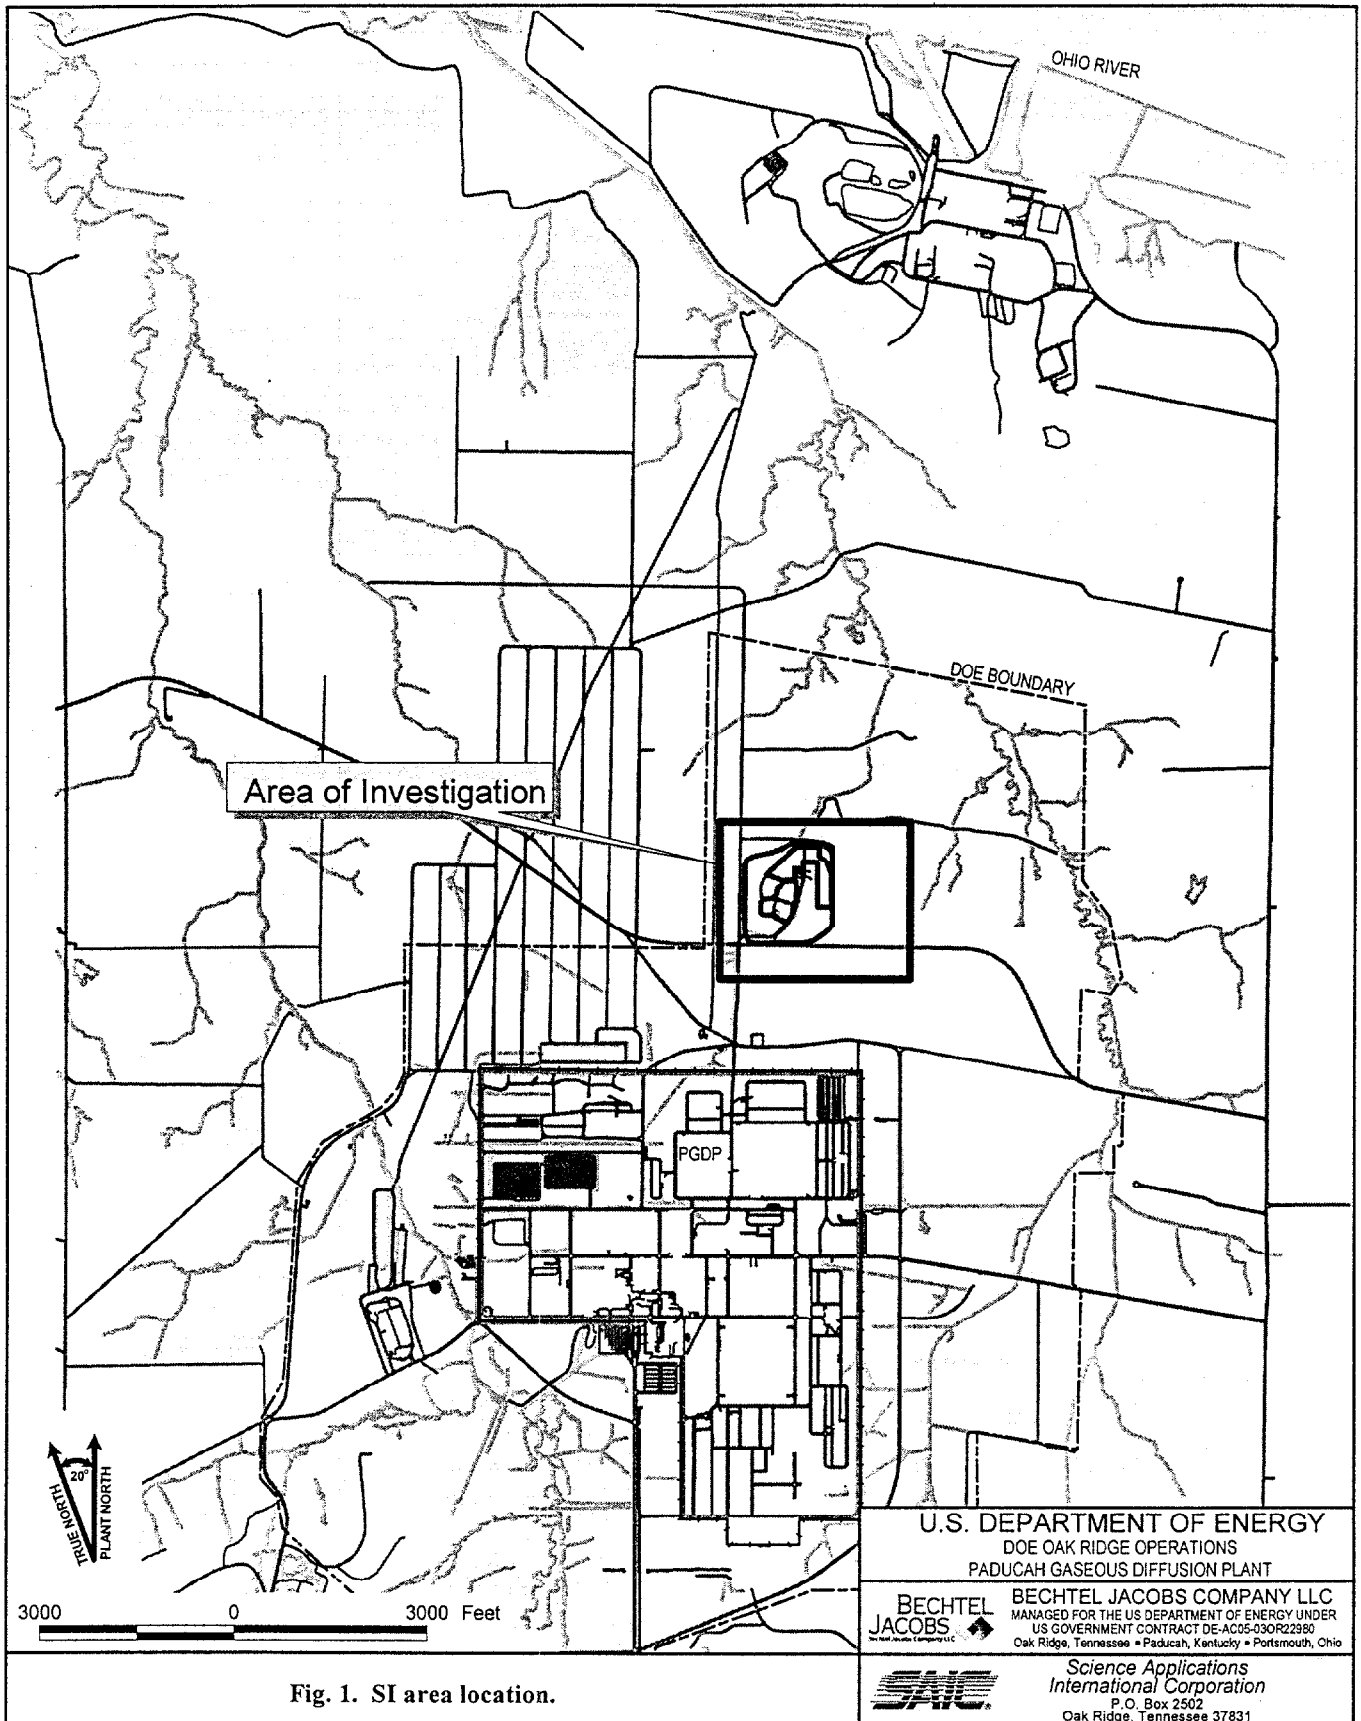 OHIO RIVER
DOE BOUNDARY
Area of Investigation
PGDP
20°
TRUE NORTH
PLANT NORTH
3000 0 3000 Feet
Fig. 1. SI area location.
U.S. DEPARTMENT OF ENERGY
DOE OAK RIDGE OPERATIONS
PADUCAH GASEOUS DIFFUSION PLANT
BECHTEL
JACOBS
BECHTEL JACOBS COMPANY LLC
MANAGED FOR THE US DEPARTMENT OF ENERGY UNDER
US GOVERNMENT CONTRACT DE-AC05-03OR22980
Oak Ridge, Tennessee • Paducah, Kentucky • Portsmouth, Ohio
SAIC
Science Applications
International Corporation
P.O. Box 2502
Oak Ridge, Tennessee 37831